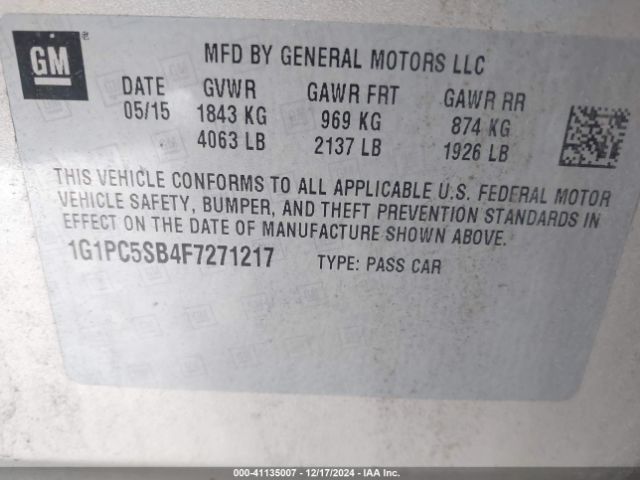 GM
MFD BY GENERAL MOTORS LLC
DATE GVWR GAWR FRT GAWR RR
05/15 1843 KG 969 KG 874 KG
4063 LB 2137 LB 1926 LB
THIS VEHICLE CONFORMS TO ALL APPLICABLE U.S. FEDERAL MOTOR
VEHICLE SAFETY, BUMPER, AND THEFT PREVENTION STANDARDS IN
EFFECT ON THE DATE OF MANUFACTURE SHOWN ABOVE.
1G1PC5SB4F7271217 TYPE: PASS CAR
000-41135007 - 12/17/2024 - IAA Inc.